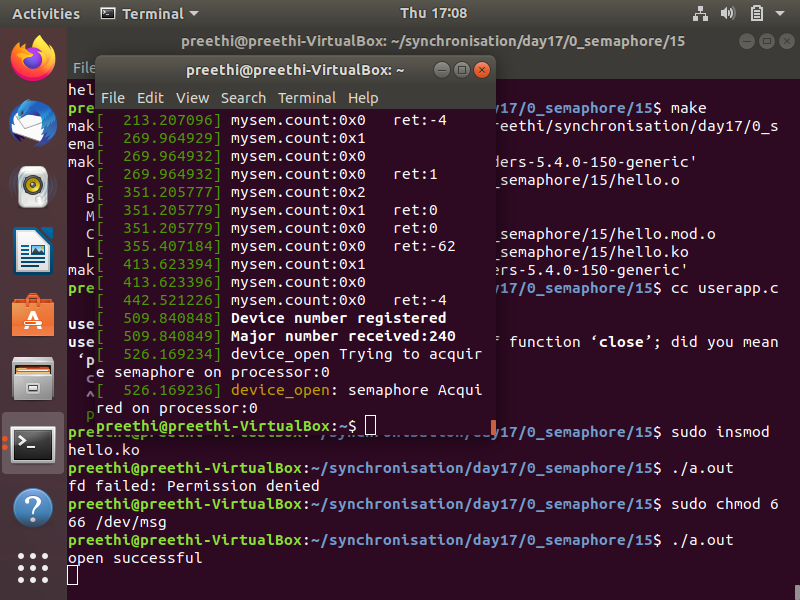 Activities
Terminal
Thu 17:08
preethi@preethi-VirtualBox: ~/synchronisation/day17/0_semaphore/15
File
preethi@preethi-VirtualBox: ~
File Edit View Search Terminal Help
[  213.207096] mysem.count:0x0   ret:-4
[  269.964929] mysem.count:0x1
[  269.964932] mysem.count:0x0
[  269.964932] mysem.count:0x0   ret:1
[  351.205777] mysem.count:0x2
[  351.205779] mysem.count:0x1   ret:0
[  351.205779] mysem.count:0x0   ret:0
[  355.407184] mysem.count:0x0   ret:-62
[  413.623394] mysem.count:0x1
[  413.623396] mysem.count:0x0
[  442.521226] mysem.count:0x0   ret:-4
[  509.840848] Device number registered
[  509.840849] Major number received:240
[  526.169234] device_open Trying to acquir
e semaphore on processor:0
[  526.169236] device_open: semaphore Acqui
red on processor:0
preethi@preethi-VirtualBox:~$
hel
pre y17/0_semaphore/15$ make
mak reethi/synchronisation/day17/0_s
ema
mak ders-5.4.0-150-generic'
C _semaphore/15/hello.o
B
M
C _semaphore/15/hello.mod.o
L _semaphore/15/hello.ko
mak ders-5.4.0-150-generic'
pre y17/0_semaphore/15$ cc userapp.c
use
use f function ‘close’; did you mean
‘p
c
^
p
preethi@preethi-VirtualBox:~/synchronisation/day17/0_semaphore/15$ sudo insmod
hello.ko
preethi@preethi-VirtualBox:~/synchronisation/day17/0_semaphore/15$ ./a.out
fd failed: Permission denied
preethi@preethi-VirtualBox:~/synchronisation/day17/0_semaphore/15$ sudo chmod 6
66 /dev/msg
preethi@preethi-VirtualBox:~/synchronisation/day17/0_semaphore/15$ ./a.out
open successful